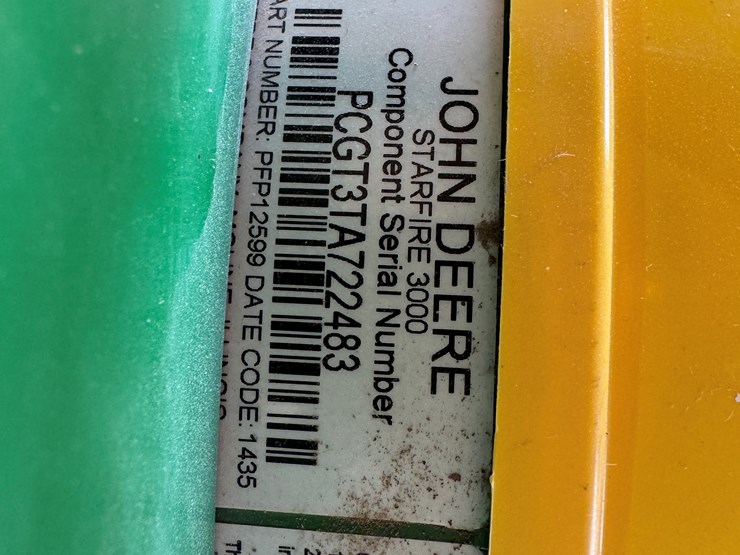 JOHN DEERE
STARFIRE 3000
Component Serial Number
PCGT3TA722483
ART NUMBER: PFP12599 DATE CODE: 1435